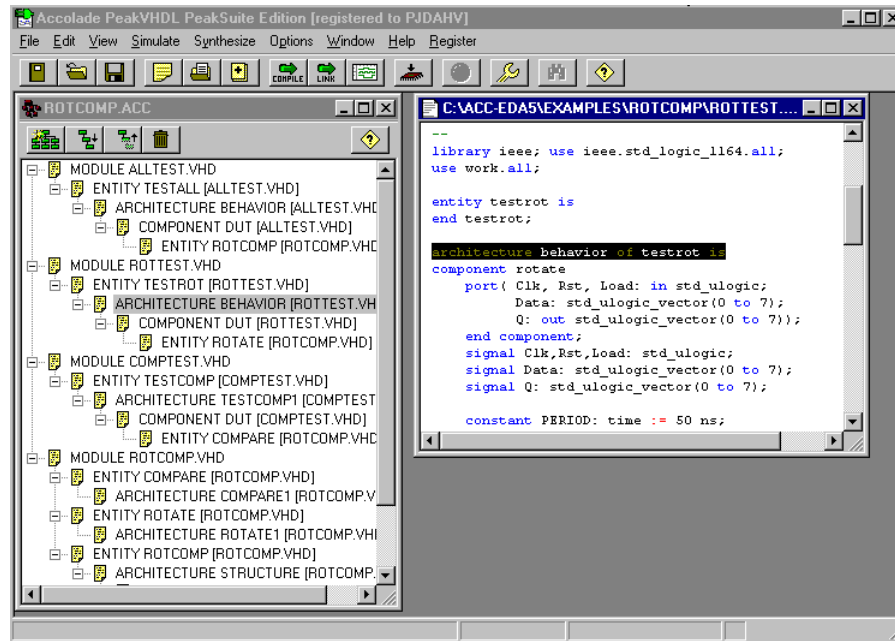 Accolade PeakVHDL PeakSuite Edition [registered to PJDAHV]
File Edit View Simulate Synthesize Options Window Help Register
COMPILE LINK
ROTCOMP.ACC
MODULE ALLTEST.VHD
ENTITY TESTALL [ALLTEST.VHD]
ARCHITECTURE BEHAVIOR [ALLTEST.VHD
COMPONENT DUT [ALLTEST.VHD]
ENTITY ROTCOMP [ROTCOMP.VHD
MODULE ROTTEST.VHD
ENTITY TESTROT [ROTTEST.VHD]
ARCHITECTURE BEHAVIOR [ROTTEST.VH
COMPONENT DUT [ROTTEST.VHD]
ENTITY ROTATE [ROTCOMP.VHD]
MODULE COMPTEST.VHD
ENTITY TESTCOMP [COMPTEST.VHD]
ARCHITECTURE TESTCOMP1 [COMPTEST
COMPONENT DUT [COMPTEST.VHD]
ENTITY COMPARE [ROTCOMP.VHD
MODULE ROTCOMP.VHD
ENTITY COMPARE [ROTCOMP.VHD]
ARCHITECTURE COMPARE1 [ROTCOMP.V
ENTITY ROTATE [ROTCOMP.VHD]
ARCHITECTURE ROTATE1 [ROTCOMP.VHI
ENTITY ROTCOMP [ROTCOMP.VHD]
ARCHITECTURE STRUCTURE [ROTCOMP.
C:\ACC-EDA5\EXAMPLES\ROTCOMP\ROTTEST....
--
library ieee; use ieee.std_logic_1164.all;
use work.all;
entity testrot is
end testrot;
architecture behavior of testrot is
component rotate
port( Clk, Rst, Load: in std_ulogic;
Data: std_ulogic_vector(0 to 7);
Q: out std_ulogic_vector(0 to 7));
end component;
signal Clk,Rst,Load: std_ulogic;
signal Data: std_ulogic_vector(0 to 7);
signal Q: std_ulogic_vector(0 to 7);
constant PERIOD: time := 50 ns;